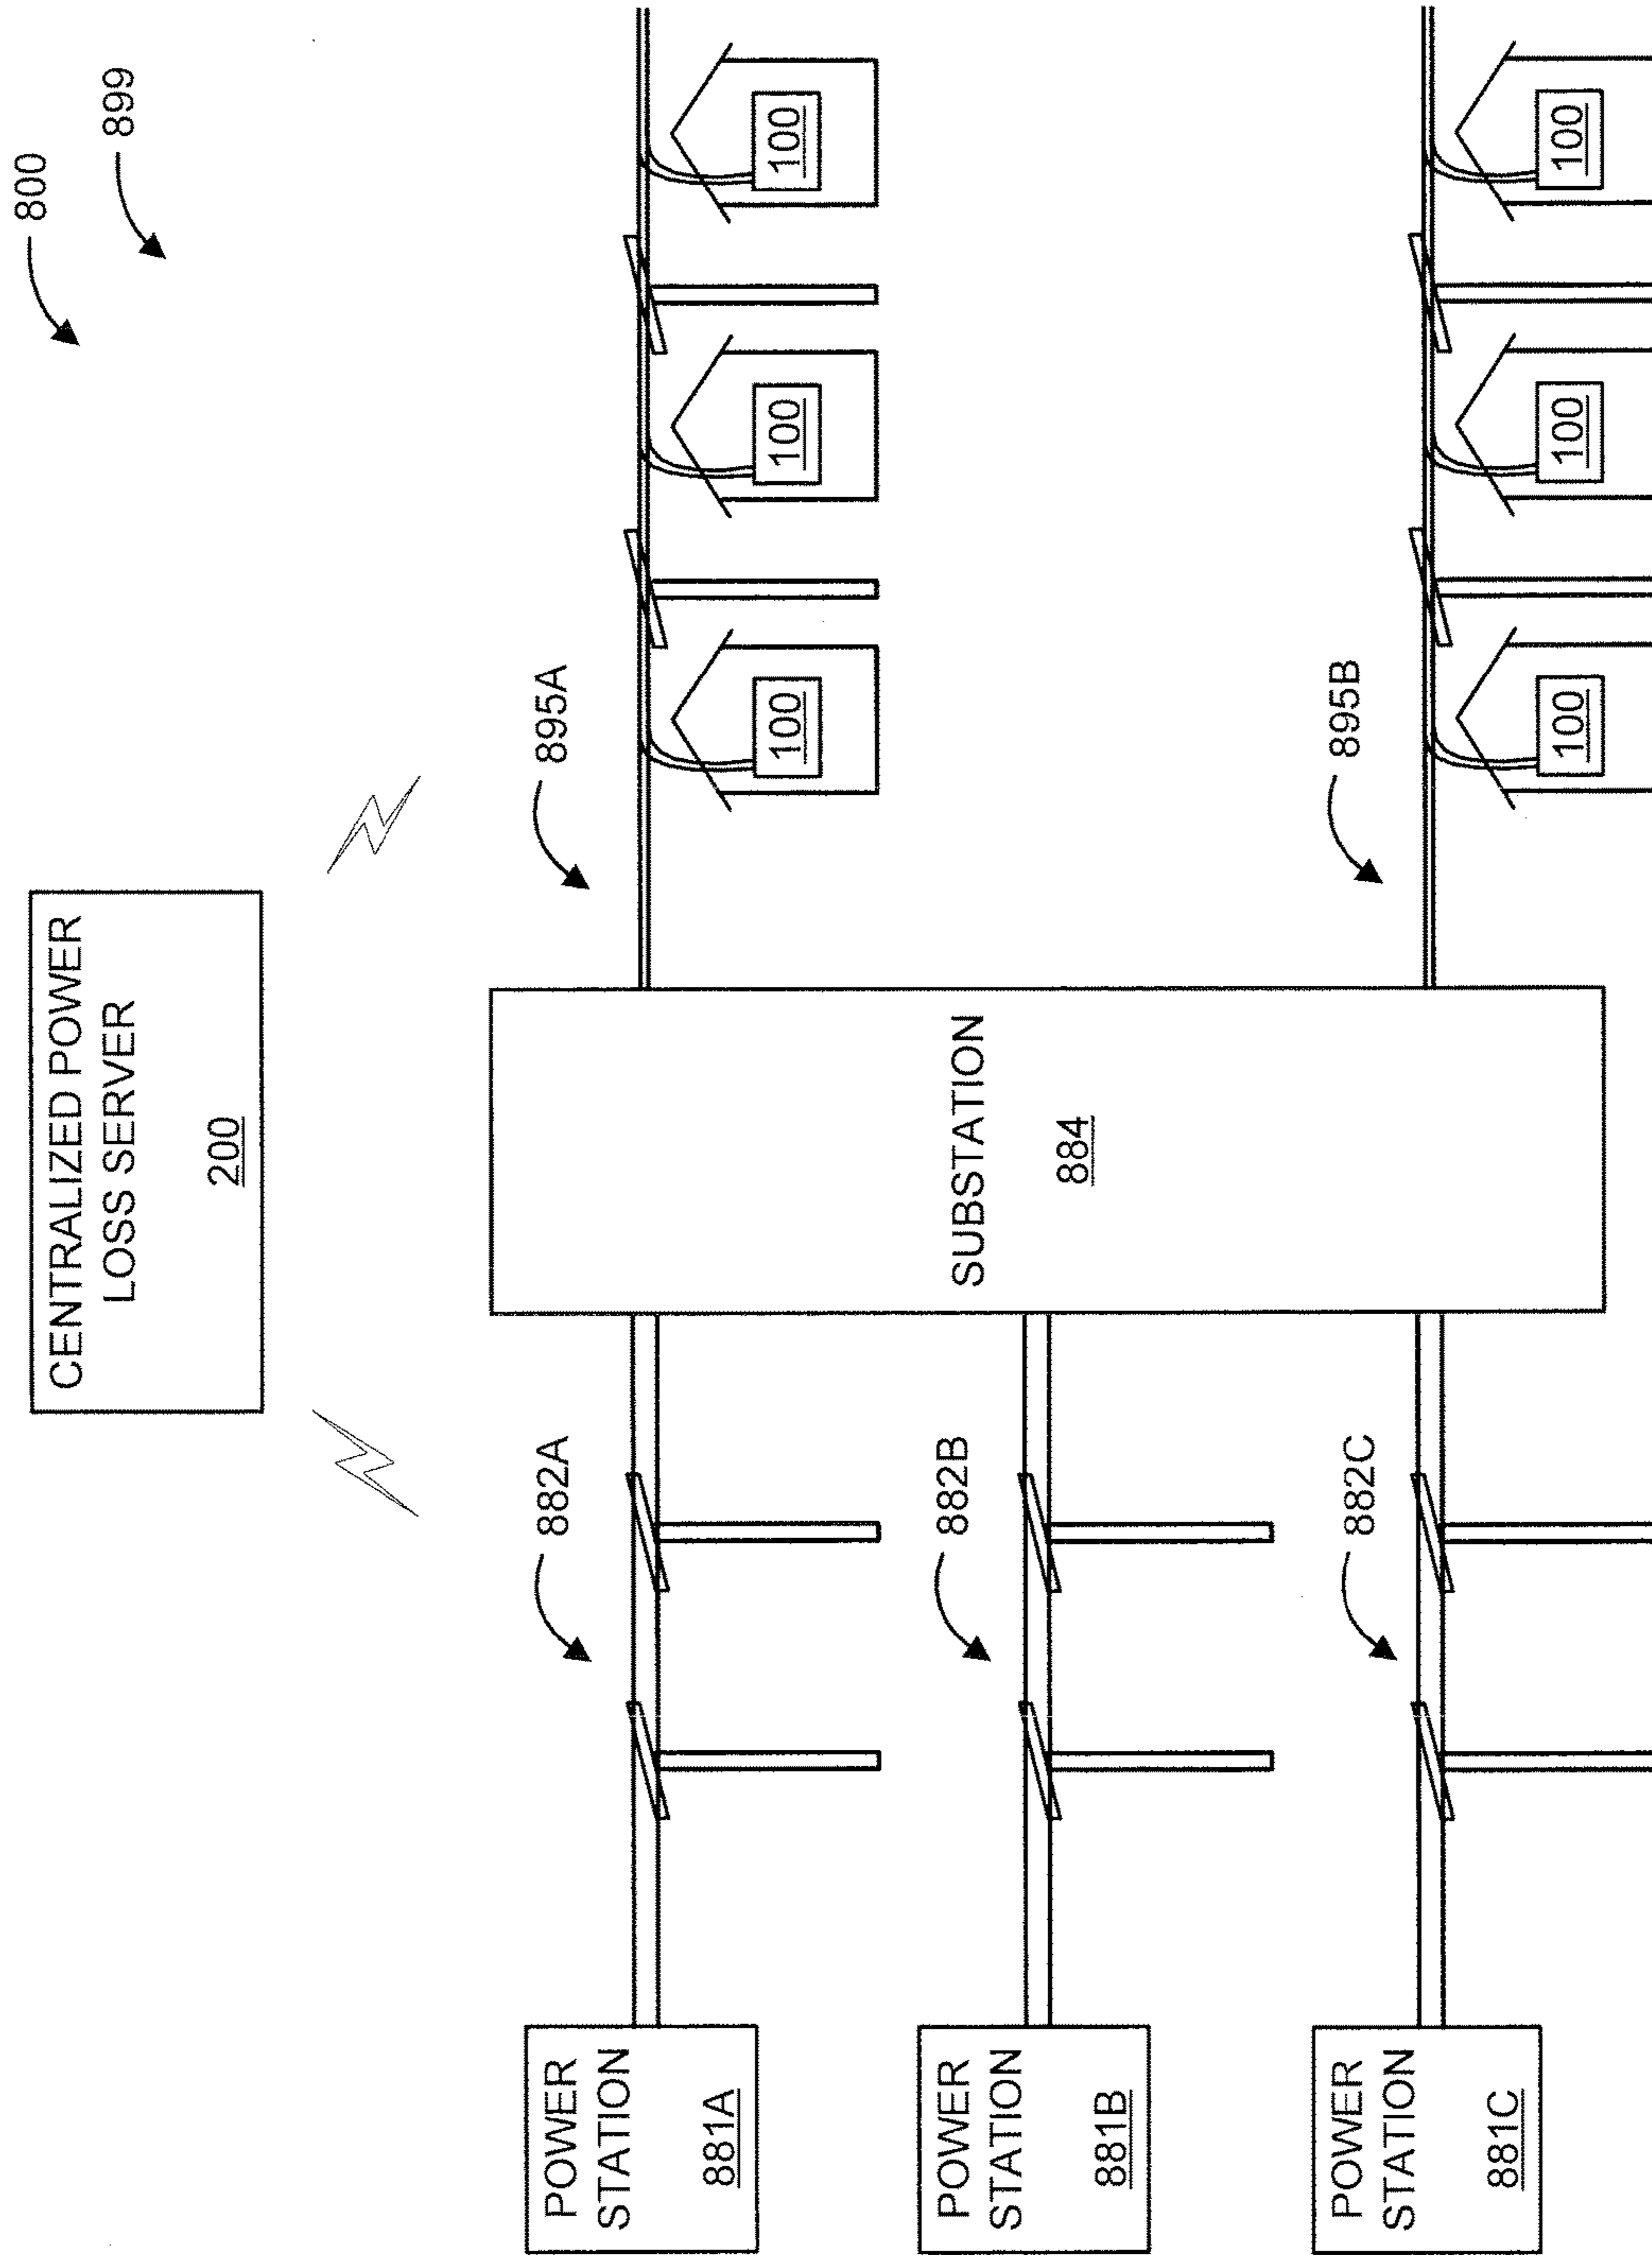 800
899
CENTRALIZED POWER
LOSS SERVER
200
882A
895A
POWER
STATION
881A
100
100
100
882B
POWER
STATION
881B
SUBSTATION
884
882C
895B
POWER
STATION
881C
100
100
100